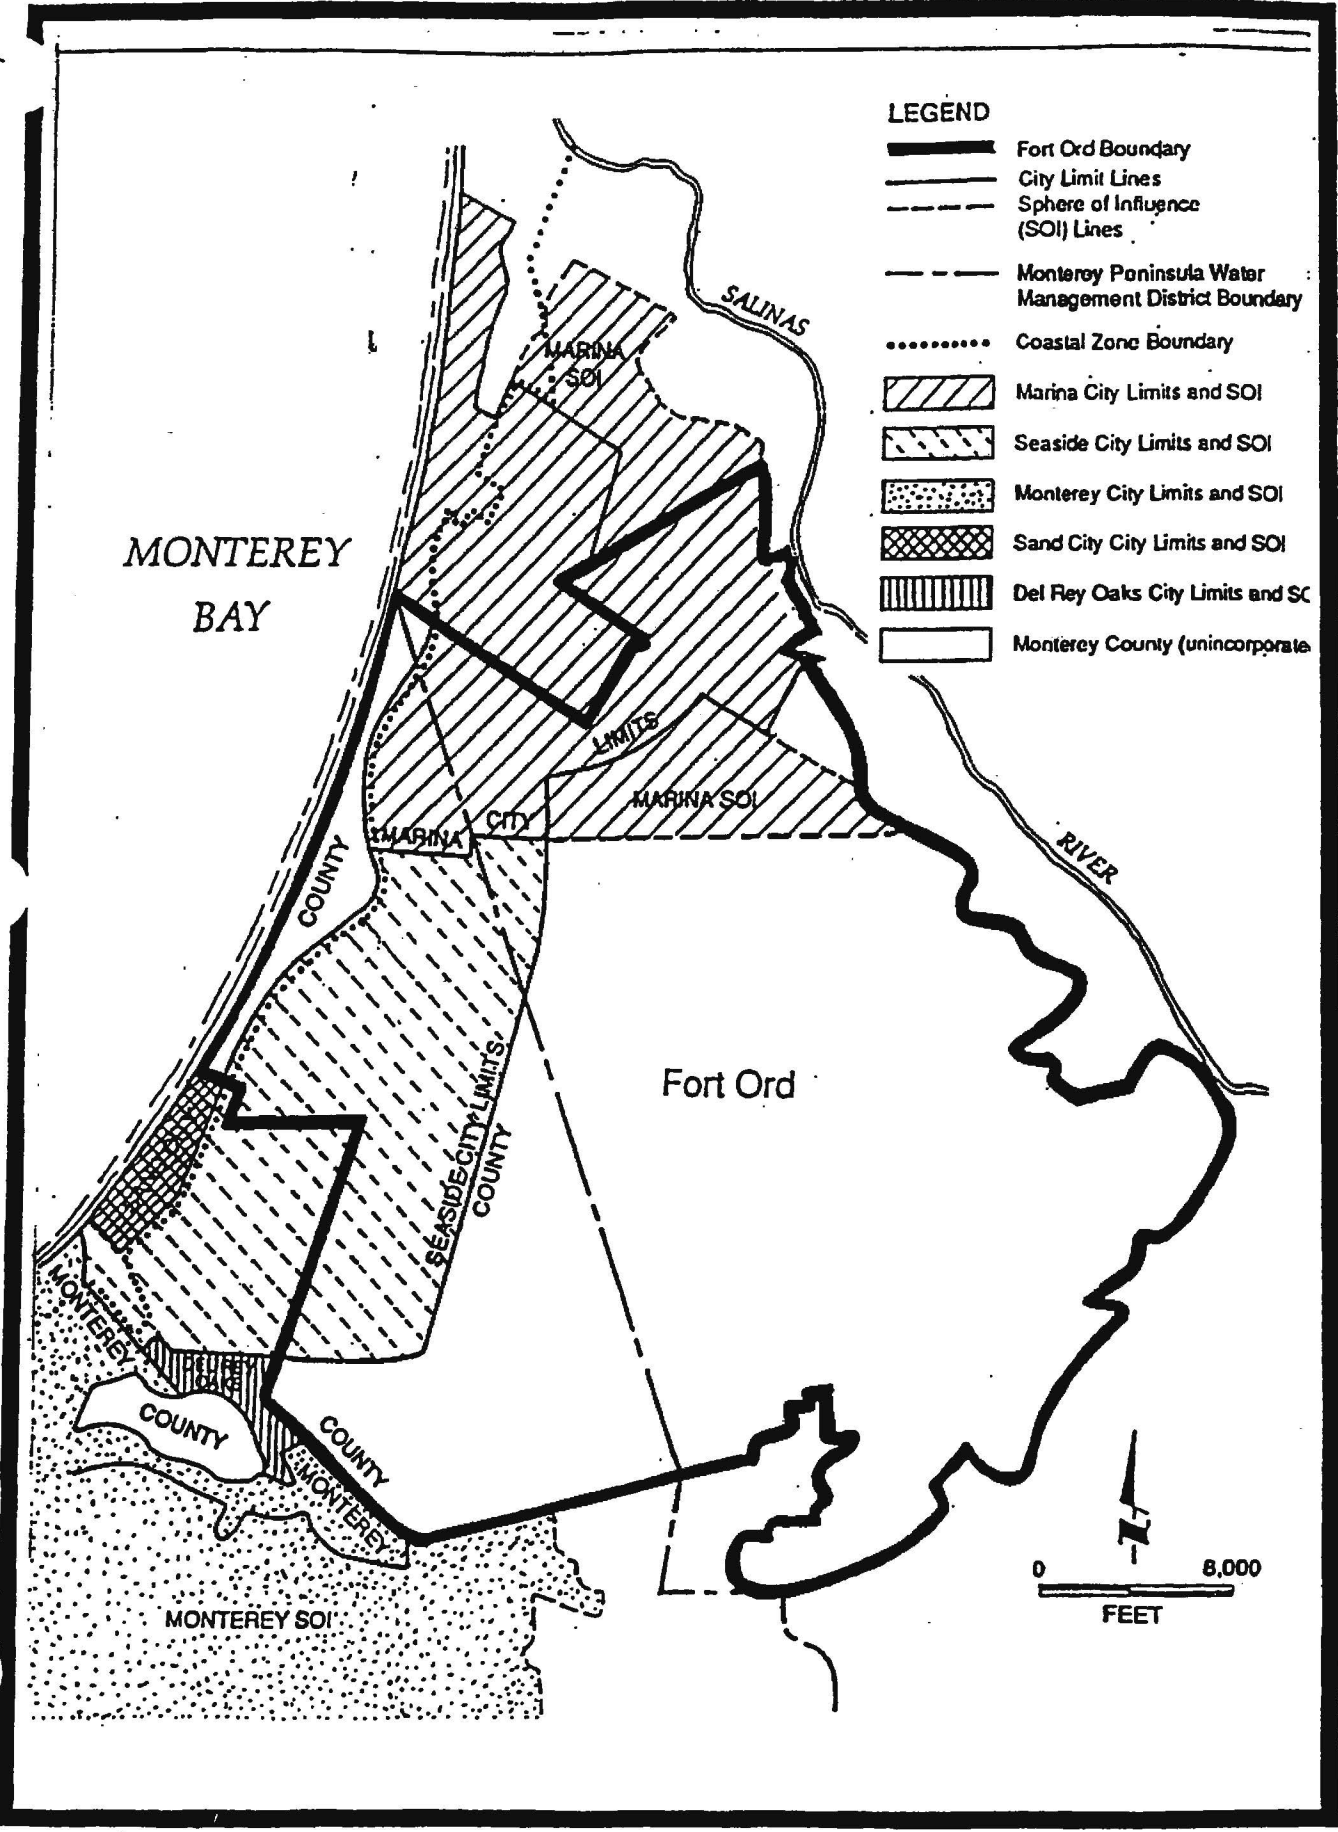 LEGEND
Fort Ord Boundary
City Limit Lines
Sphere of Influence
(SOI) Lines
Monterey Peninsula Water
Management District Boundary
Coastal Zone Boundary
Marina City Limits and SOI
Seaside City Limits and SOI
Monterey City Limits and SOI
Sand City City Limits and SOI
Del Rey Oaks City Limits and SO
Monterey County (unincorporate
SALINAS
MARINA
SOI
MONTEREY
BAY
LIMITS
MARINA SOI
CITY
MARINA
RIVER
COUNTY
Fort Ord
SEASIDE CITY LIMITS
COUNTY
MONTEREY
COUNTY
COUNTY
MONTEREY
MONTEREY SOI
N
0 8,000
FEET